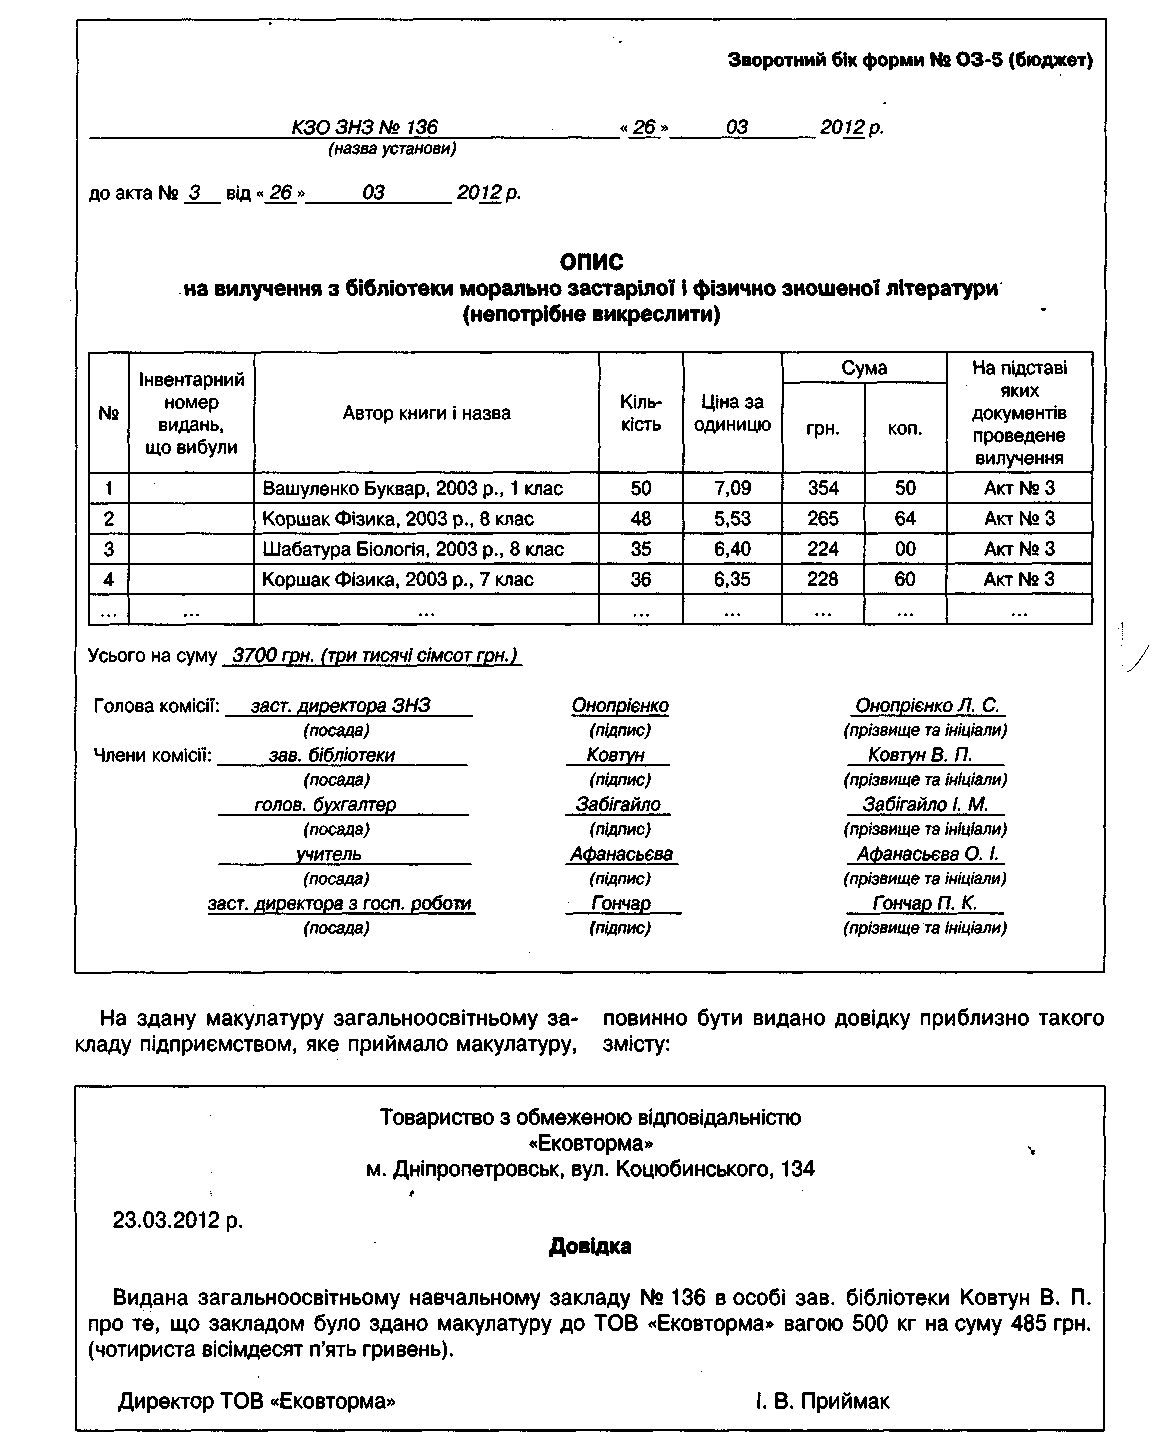 Зворотний бік форми № ОЗ-5 (бюджет)
КЗО ЗНЗ № 136 « 26 » 03 2012 р.
(назва установи)
до акта № 3 від « 26 » 03 2012 р.
ОПИС
на вилучення з бібліотеки морально застарілої і фізично зношеної літератури
(непотрібне викреслити)
№ Інвентарний номер видань, що вибули Автор книги і назва Кіль-кість Ціна за одиницю Сума грн. коп. На підставі яких документів проведене вилучення
1 Вашуленко Буквар, 2003 р., 1 клас 50 7,09 354 50 Акт № 3
2 Коршак Фізика, 2003 р., 8 клас 48 5,53 265 64 Акт № 3
3 Шабатура Біологія, 2003 р., 8 клас 35 6,40 224 00 Акт № 3
4 Коршак Фізика, 2003 р., 7 клас 36 6,35 228 60 Акт № 3
... ... ... ... ... ... ... ...
Усього на суму 3700 грн. (три тисячі сімсот грн.)
Голова комісії: заст. директора ЗНЗ Онопрієнко Онопрієнко Л. С.
(посада) (підпис) (прізвище та ініціали)
Члени комісії: зав. бібліотеки Ковтун Ковтун В. П.
(посада) (підпис) (прізвище та ініціали)
голов. бухгалтер Забігайло Забігайло І. М.
(посада) (підпис) (прізвище та ініціали)
учитель Афанасьєва Афанасьєва О. І.
(посада) (підпис) (прізвище та ініціали)
заст. директора з госп. роботи Гончар Гончар П. К.
(посада) (підпис) (прізвище та ініціали)
На здану макулатуру загальноосвітньому за-
кладу підприємством, яке приймало макулатуру,
повинно бути видано довідку приблизно такого
змісту:
Товариство з обмеженою відповідальністю
«Ековторма»
м. Дніпропетровськ, вул. Коцюбинського, 134
23.03.2012 р.
Довідка
Видана загальноосвітньому навчальному закладу № 136 в особі зав. бібліотеки Ковтун В. П.
про те, що закладом було здано макулатуру до ТОВ «Ековторма» вагою 500 кг на суму 485 грн.
(чотириста вісімдесят п'ять гривень).
Директор ТОВ «Ековторма» І. В. Приймак